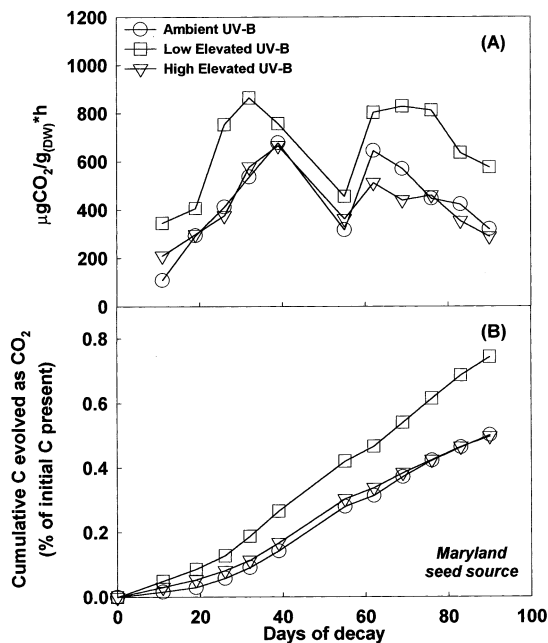 1200
Ambient UV-B
Low Elevated UV-B
High Elevated UV-B
(A)
1000
800
600
400
200
0
μgCO₂/g(DW)*h
(B)
0.8
0.6
0.4
0.2
0.0
Cumulative C evolved as CO₂
(% of initial C present)
Maryland
seed source
0 20 40 60 80 100
Days of decay